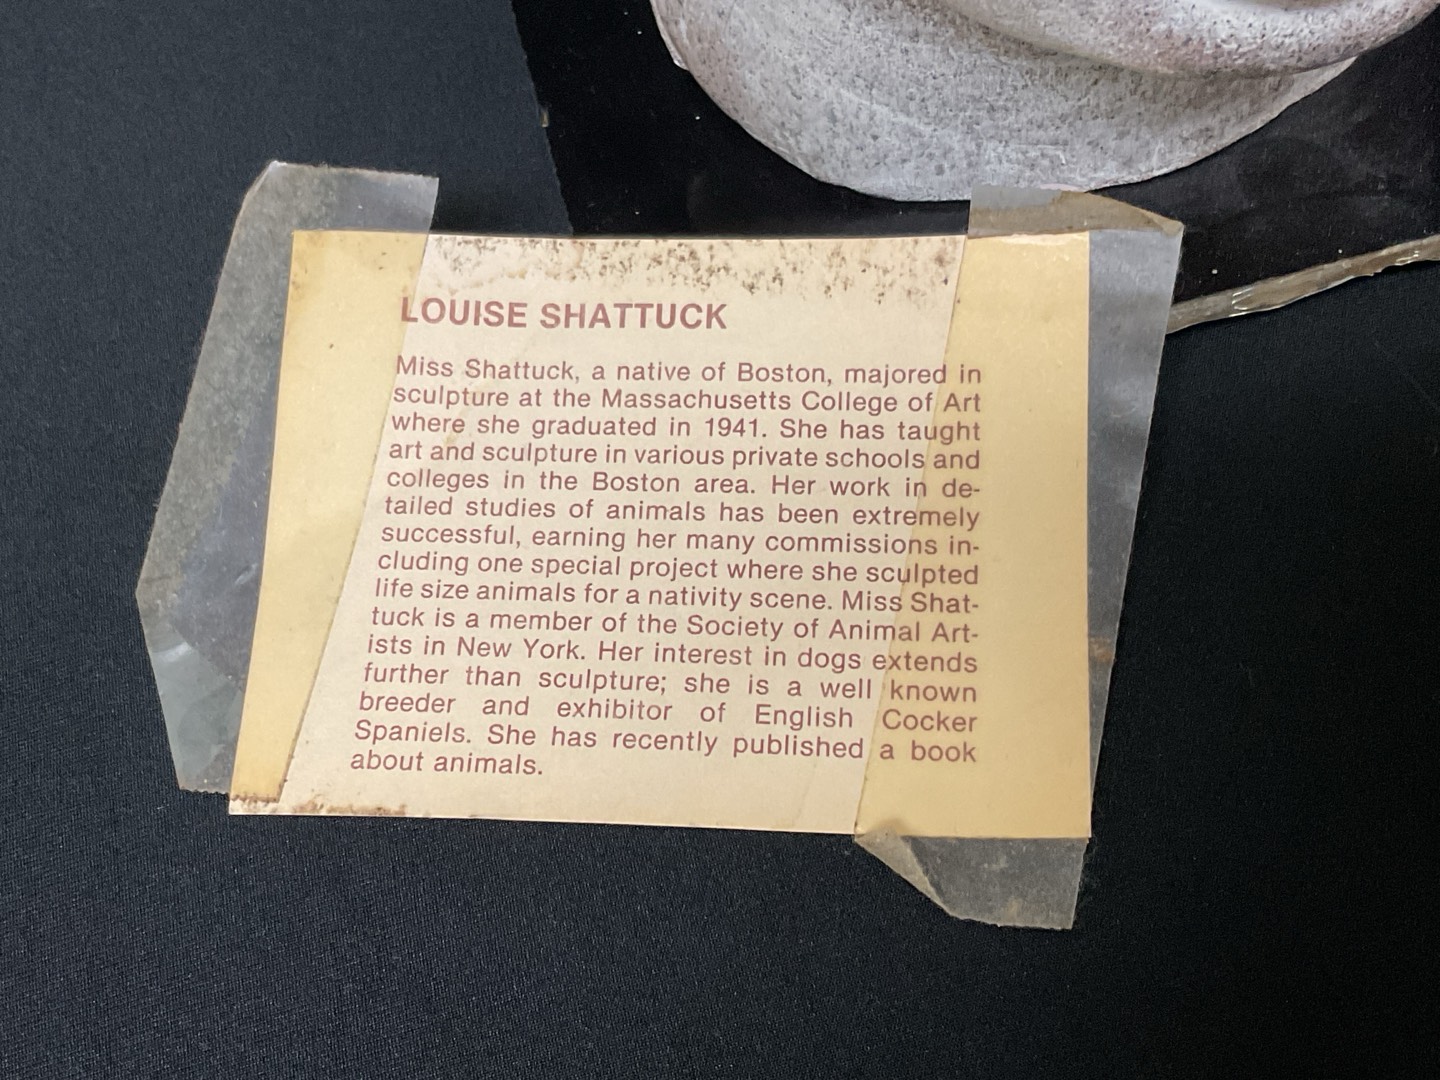 LOUISE SHATTUCK
Miss Shattuck, a native of Boston, majored in
sculpture at the Massachusetts College of Art
where she graduated in 1941. She has taught
art and sculpture in various private schools and
colleges in the Boston area. Her work in de-
tailed studies of animals has been extremely
successful, earning her many commissions in-
cluding one special project where she sculpted
life size animals for a nativity scene. Miss Shat-
tuck is a member of the Society of Animal Art-
ists in New York. Her interest in dogs extends
further than sculpture; she is a well known
breeder and exhibitor of English Cocker
Spaniels. She has recently published a book
about animals.